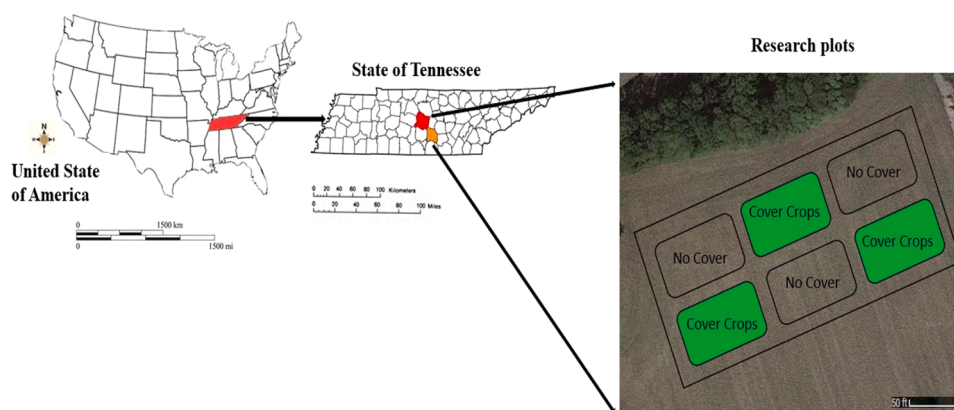 United State
of America
N
0 1500 km
0 1500 mi
State of Tennessee
0 20 40 60 80 100 Kilometers
0 20 40 60 80 100 Miles
Research plots
No Cover
Cover Crops
Cover Crops
No Cover
No Cover
Cover Crops
50 ft